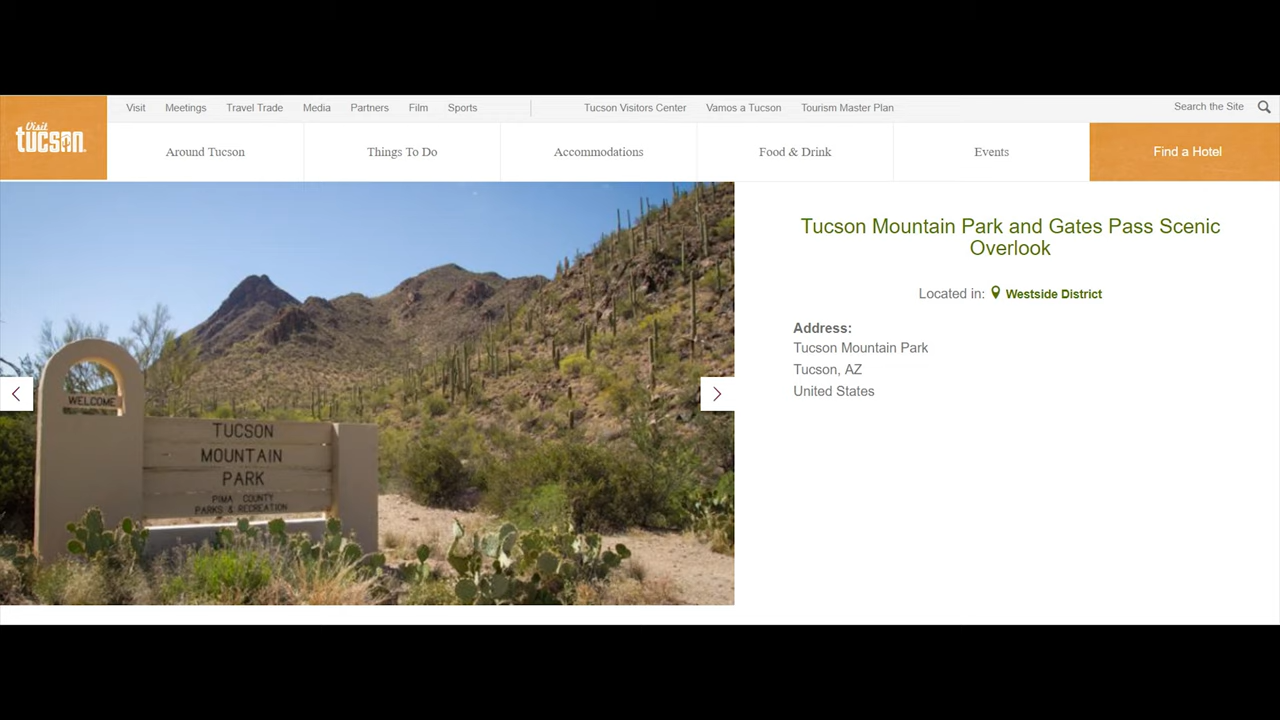 Visit Meetings Travel Trade Media Partners Film Sports Tucson Visitors Center Vamos a Tucson Tourism Master Plan Search the Site
Visit
tucson
Around Tucson Things To Do Accommodations Food & Drink Events Find a Hotel
Tucson Mountain Park and Gates Pass Scenic
Overlook
Located in: Westside District
Address:
Tucson Mountain Park
Tucson, AZ
United States
WELCOME
TUCSON
MOUNTAIN
PARK
PIMA COUNTY
PARKS & RECREATION